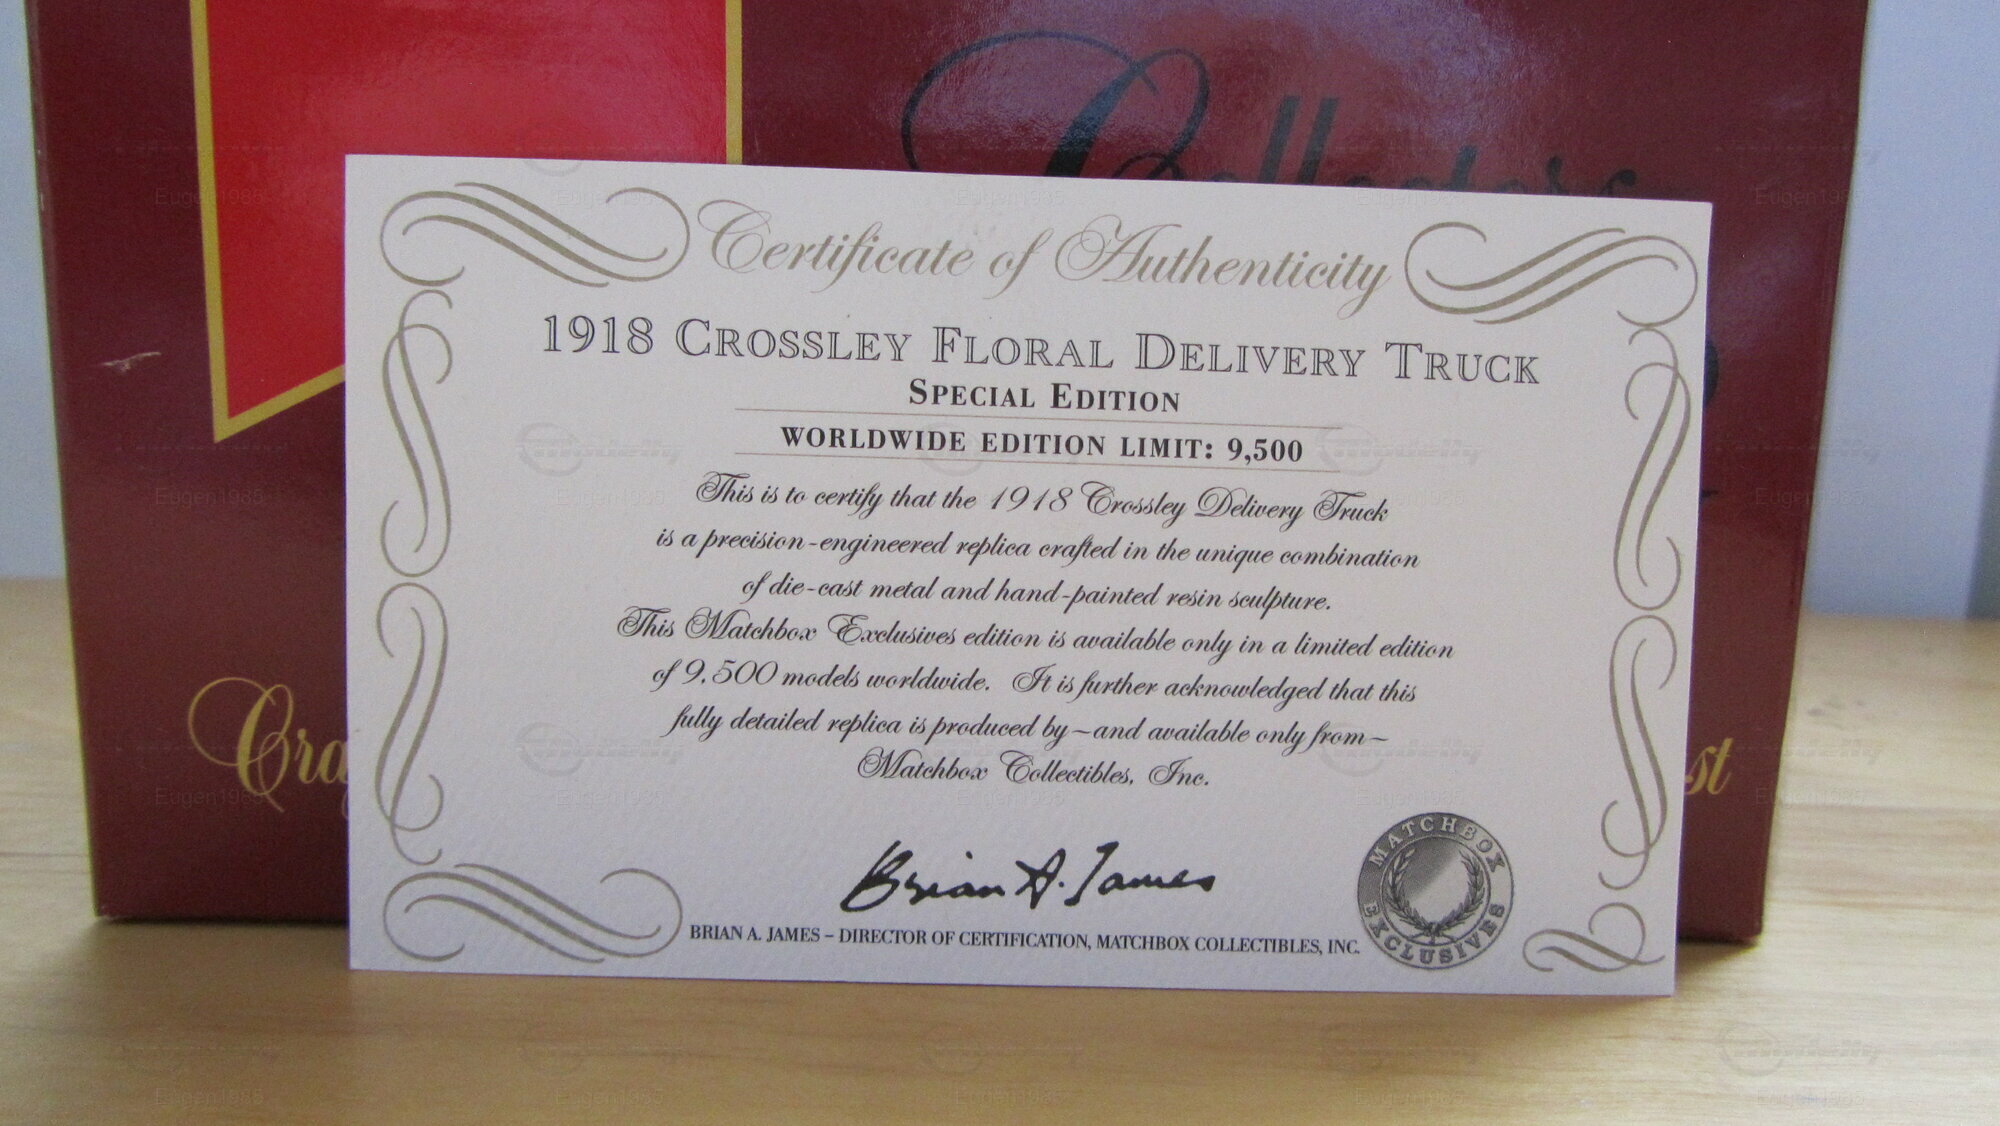 Collectors
Certificate of Authenticity
1918 CROSSLEY FLORAL DELIVERY TRUCK
SPECIAL EDITION
WORLDWIDE EDITION LIMIT: 9,500
This is to certify that the 1918 Crossley Delivery Truck
is a precision-engineered replica crafted in the unique combination
of die-cast metal and hand-painted resin sculpture.
This Matchbox Exclusives edition is available only in a limited edition
of 9,500 models worldwide. It is further acknowledged that this
fully detailed replica is produced by~and available only from~
Matchbox Collectibles, Inc.
Brian A. James
BRIAN A. JAMES – DIRECTOR OF CERTIFICATION, MATCHBOX COLLECTIBLES, INC.
MATCHBOX
EXCLUSIVES
Eugen1985